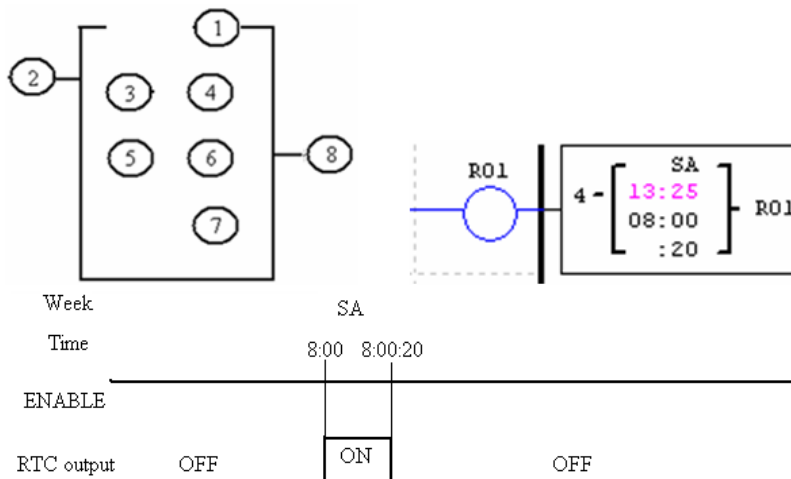 1
2
3 4
5 6 8
7
R01
SA
4 - 13:25 R01
08:00
:20
Week SA
Time 8:00 8:00:20
ENABLE
RTC output OFF ON OFF